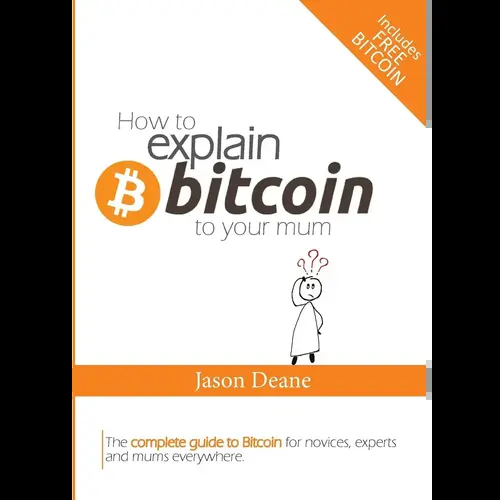 Includes
FREE
BITCOIN
How to
explain
bitcoin
to your mum
???
Jason Deane
The complete guide to Bitcoin for novices, experts
and mums everywhere.